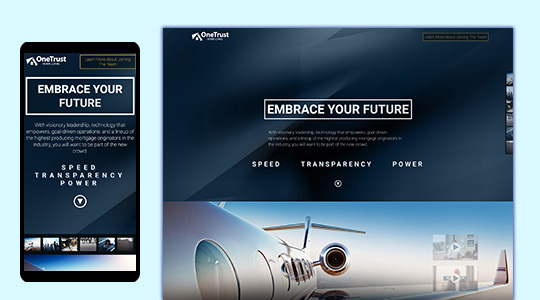 OneTrust
HOME LOANS
Learn More About Joining
The Team
EMBRACE YOUR
FUTURE
With visionary leadership, technology that
empowers, goal-driven operations, and a lineup of
the highest producing mortgage originators in the
industry, you will want to be part of the new
crowd
SPEED
TRANSPARENCY
POWER
OneTrust
HOME LOANS
Learn More About Joining
The Team
EMBRACE YOUR FUTURE
With visionary leadership, technology that empowers, goal-driven
operations, and a lineup of the highest producing mortgage originators in
the industry, you will want to be part of the new crowd
SPEED TRANSPARENCY POWER